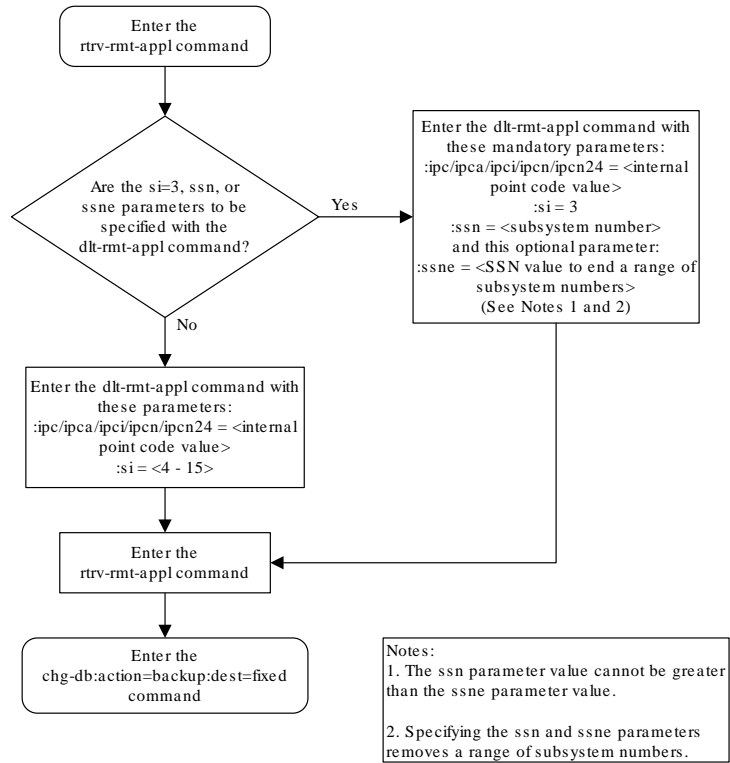 Enter the
rtrv-rmt-appl command
Are the si=3, ssn, or
ssne parameters to be
specified with the
dlt-rmt-appl command?
Yes
Enter the dlt-rmt-appl command with
these mandatory parameters:
:ipc/ipca/ipci/ipcn/ipcn24 = <internal
point code value>
:si = 3
:ssn = <subsystem number>
and this optional parameter:
:ssne = <SSN value to end a range of
subsystem numbers>
(See Notes 1 and 2)
No
Enter the dlt-rmt-appl command with
these parameters:
:ipc/ipca/ipci/ipcn/ipcn24 = <internal
point code value>
:si = <4 - 15>
Enter the
rtrv-rmt-appl command
Enter the
chg-db:action=backup:dest=fixed
command
Notes:
1. The ssn parameter value cannot be greater
than the ssne parameter value.
2. Specifying the ssn and ssne parameters
removes a range of subsystem numbers.